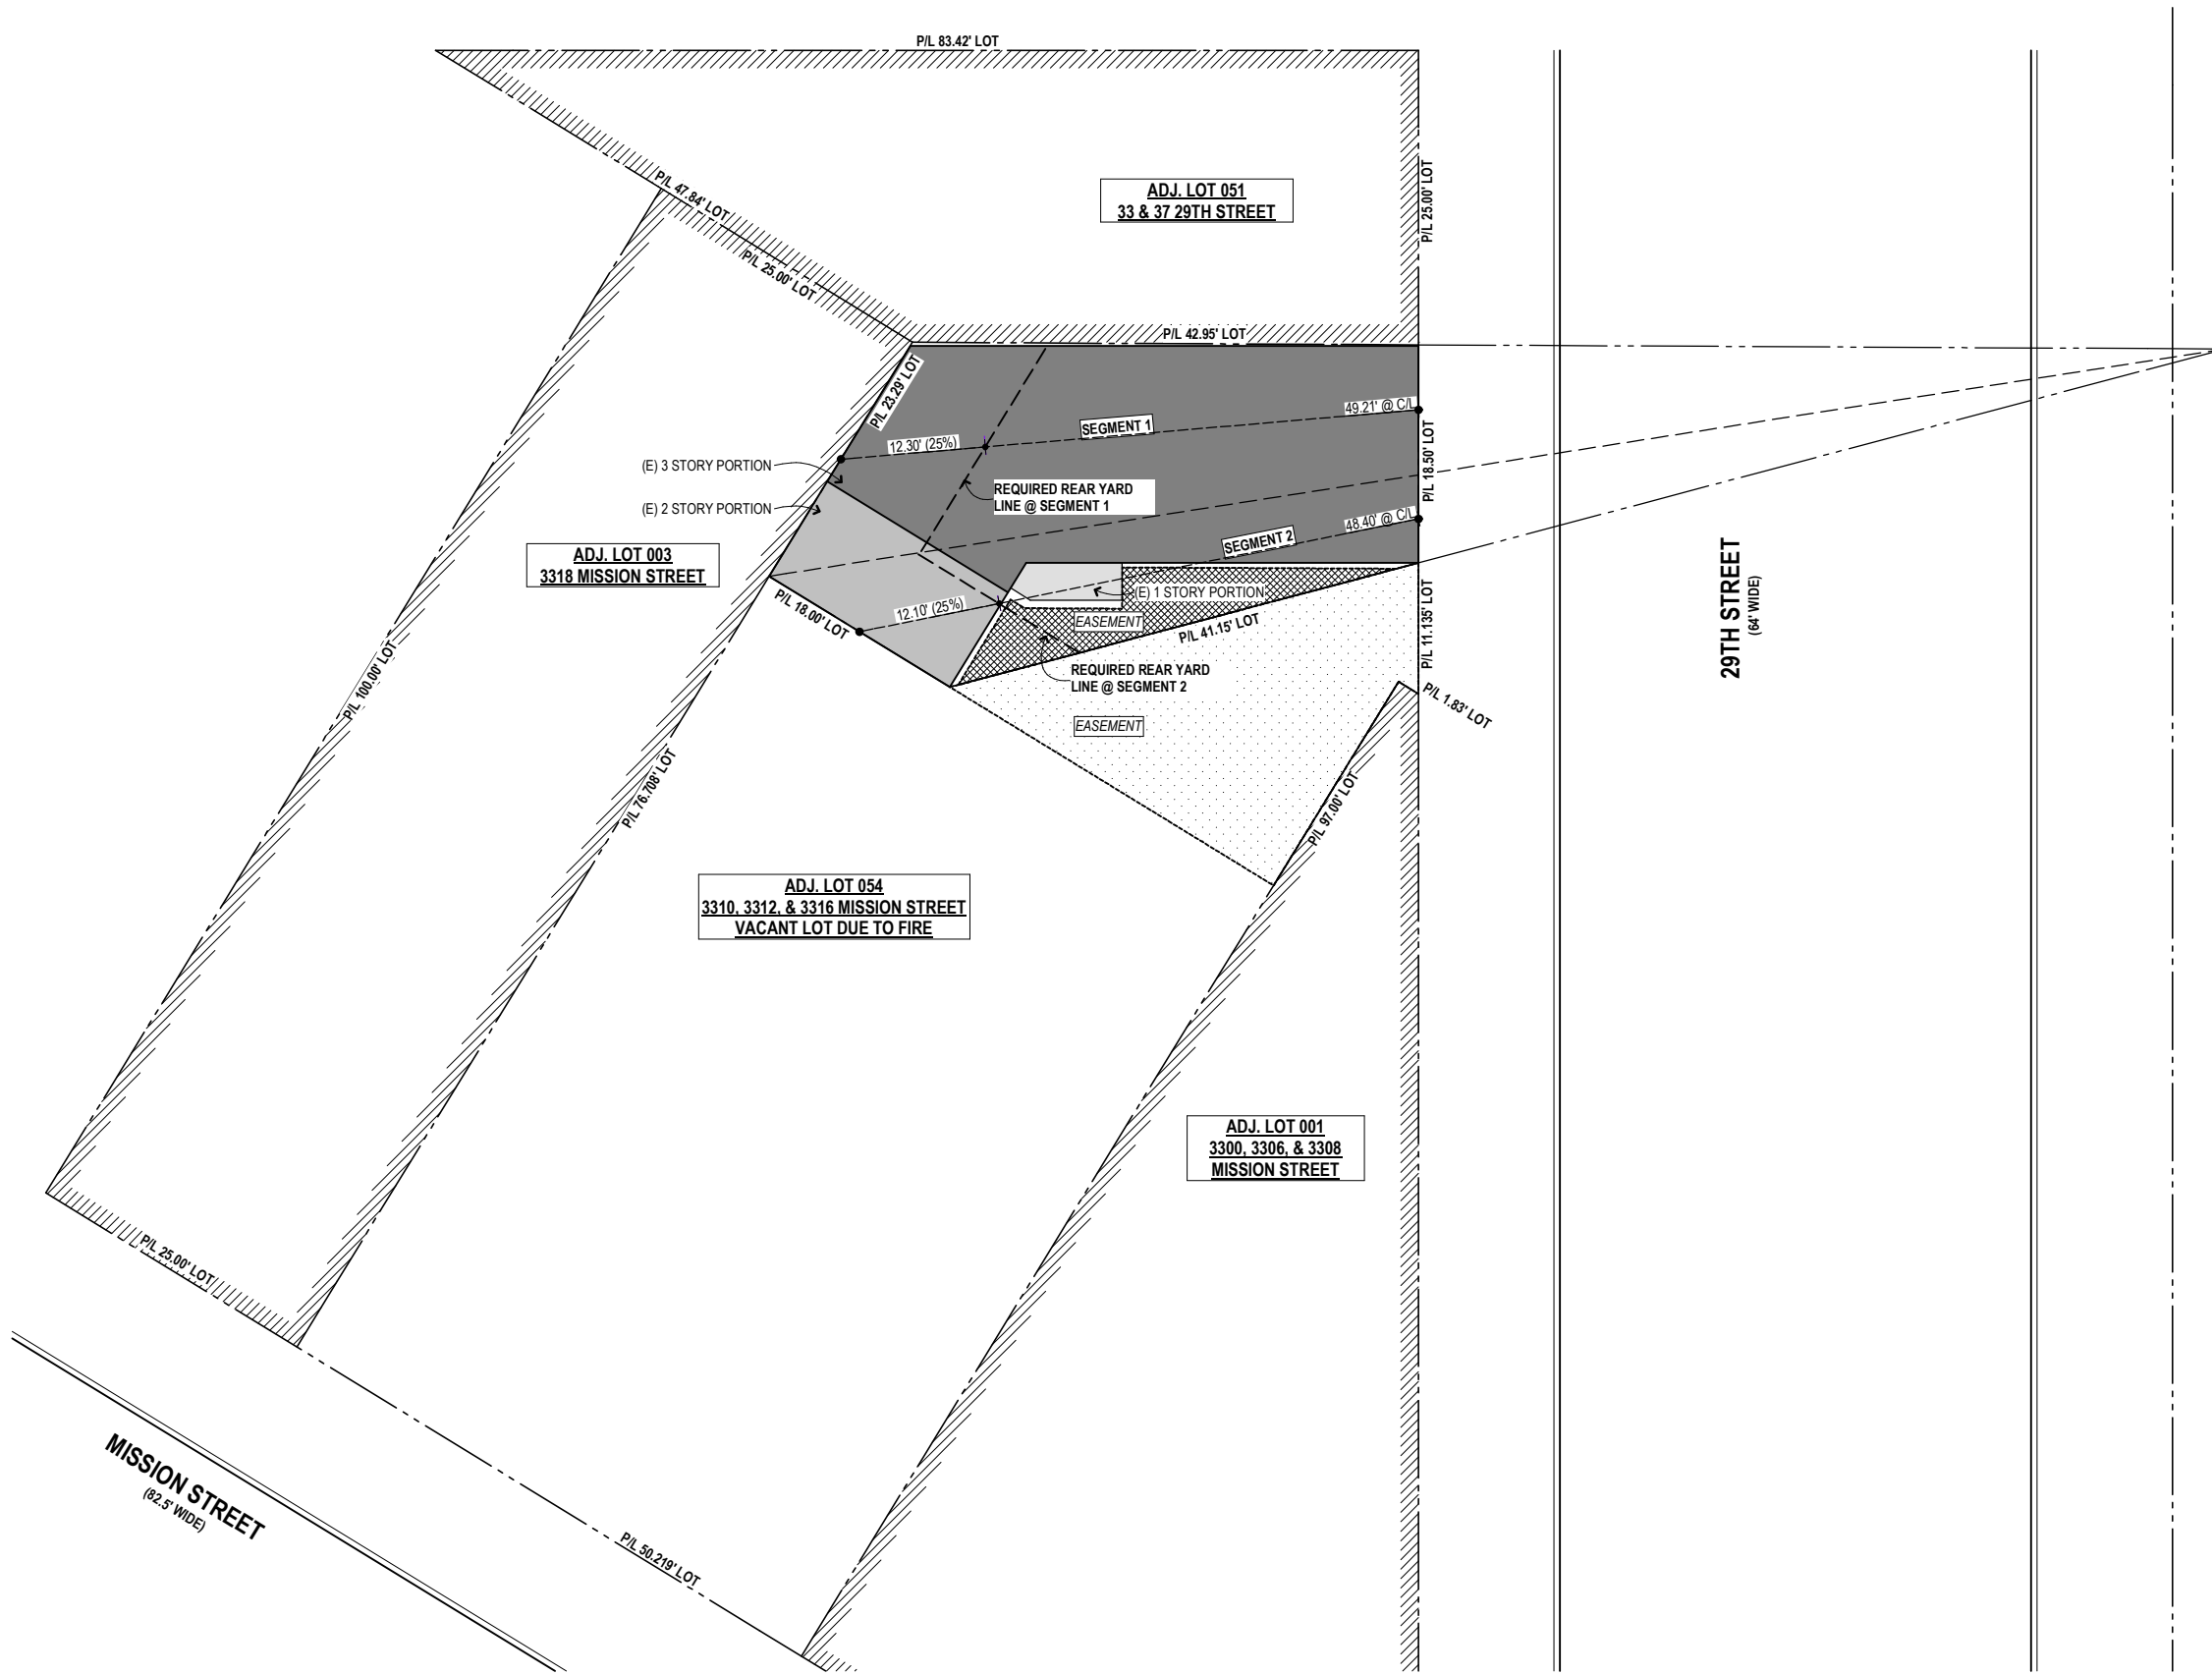 P/L 83.42' LOT
P/L 47.84' LOT
P/L 25.00' LOT
ADJ. LOT 051
33 & 37 29TH STREET
P/L 25.00' LOT
P/L 42.95' LOT
P/L 23.29' LOT
49.21' @ C/L
SEGMENT 1
12.30' (25%)
(E) 3 STORY PORTION
(E) 2 STORY PORTION
REQUIRED REAR YARD
LINE @ SEGMENT 1
P/L 18.50' LOT
48.40' @ C/L
SEGMENT 2
ADJ. LOT 003
3318 MISSION STREET
P/L 18.00' LOT
12.10' (25%)
(E) 1 STORY PORTION
EASEMENT
P/L 41.15' LOT
P/L 11.135' LOT
REQUIRED REAR YARD
LINE @ SEGMENT 2
P/L 1.83' LOT
EASEMENT
29TH STREET
(64' WIDE)
P/L 100.00' LOT
P/L 76.708' LOT
P/L 97.00' LOT
ADJ. LOT 054
3310, 3312, & 3316 MISSION STREET
VACANT LOT DUE TO FIRE
ADJ. LOT 001
3300, 3306, & 3308
MISSION STREET
P/L 25.00' LOT
MISSION STREET
(82.5' WIDE)
P/L 50.219' LOT